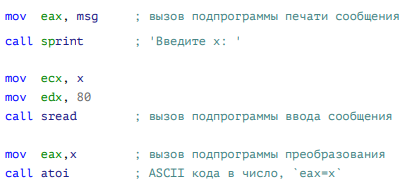 mov eax, msg ; вызов подпрограммы печати сообщения
call sprint ; 'Введите x: '
mov ecx, x
mov edx, 80
call sread ; вызов подпрограммы ввода сообщения
mov eax,x ; вызов подпрограммы преобразования
call atoi ; ASCII кода в число, `eax=x`